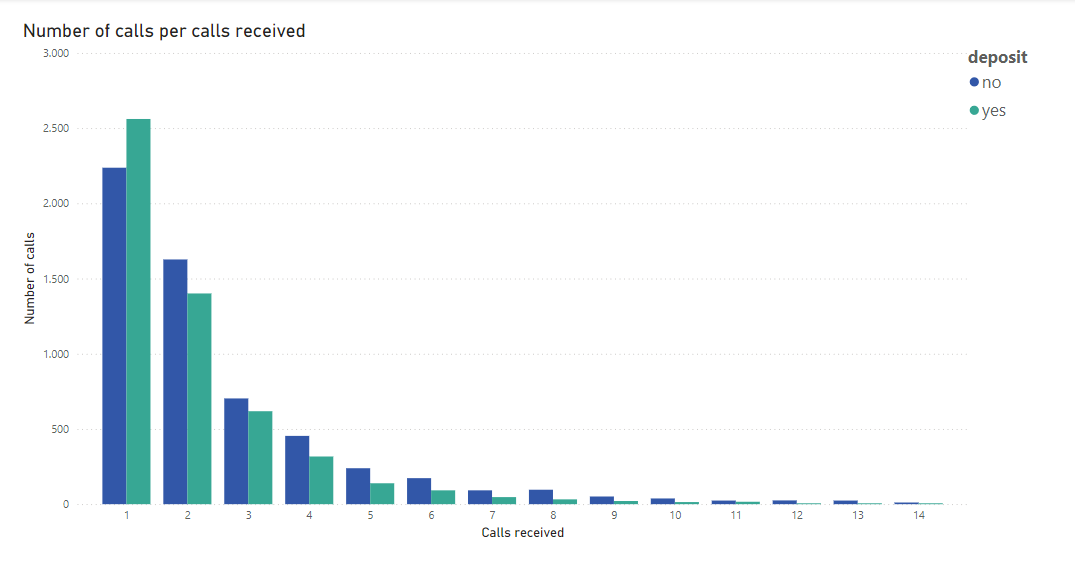 Number of calls per calls received
deposit
no
yes
3.000
2.500
2.000
1.500
1.000
500
0
Number of calls
1 2 3 4 5 6 7 8 9 10 11 12 13 14
Calls received